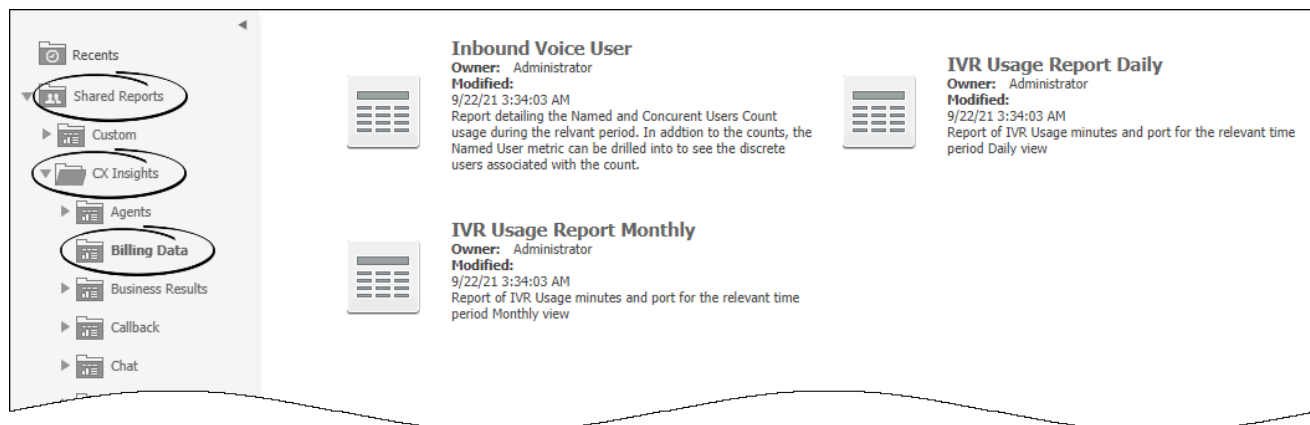 Recents
Shared Reports
Custom
CX Insights
Agents
Billing Data
Business Results
Callback
Chat
Inbound Voice User
Owner: Administrator
Modified:
9/22/21 3:34:03 AM
Report detailing the Named and Concurent Users Count
usage during the relvant period. In addtion to the counts, the
Named User metric can be drilled into to see the discrete
users associated with the count.
IVR Usage Report Daily
Owner: Administrator
Modified:
9/22/21 3:34:03 AM
Report of IVR Usage minutes and port for the relevant time
period Daily view
IVR Usage Report Monthly
Owner: Administrator
Modified:
9/22/21 3:34:03 AM
Report of IVR Usage minutes and port for the relevant time
period Monthly view